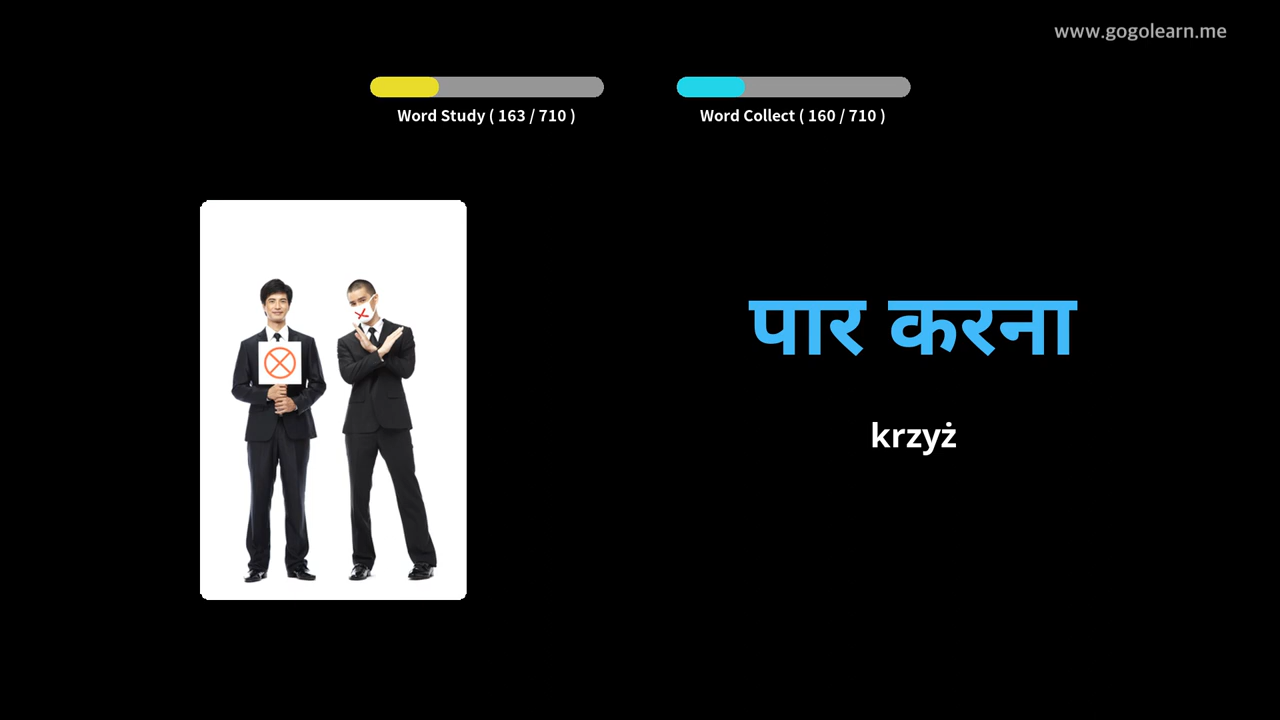 www.gogolearn.me
Word Study ( 163 / 710 )
Word Collect ( 160 / 710 )
पार करना
krzyż